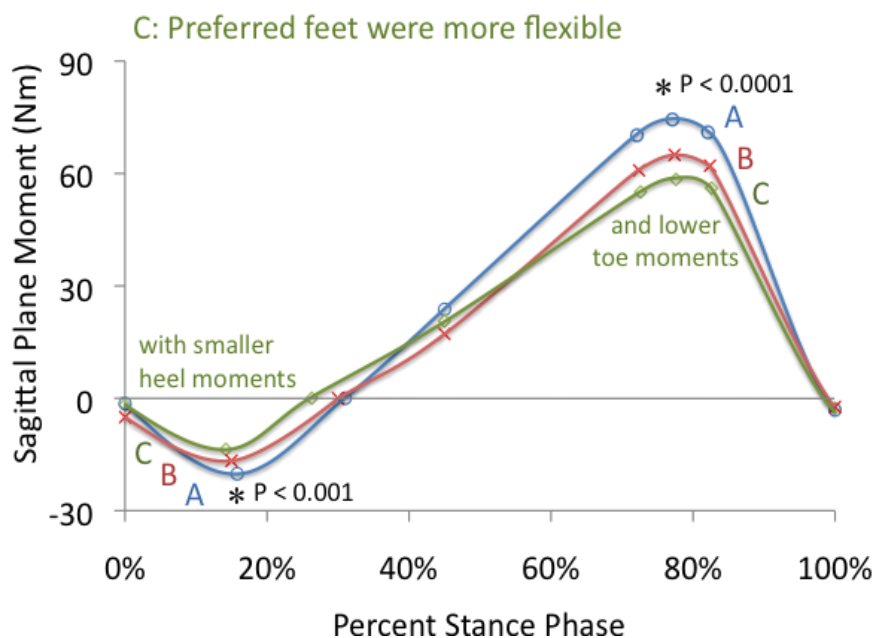 C: Preferred feet were more flexible
Sagittal Plane Moment (Nm)
90
60
30
0
-30
* P < 0.0001
A
B
C
and lower
toe moments
with smaller
heel moments
C
B
A
* P < 0.001
0%
20%
40%
60%
80%
100%
Percent Stance Phase